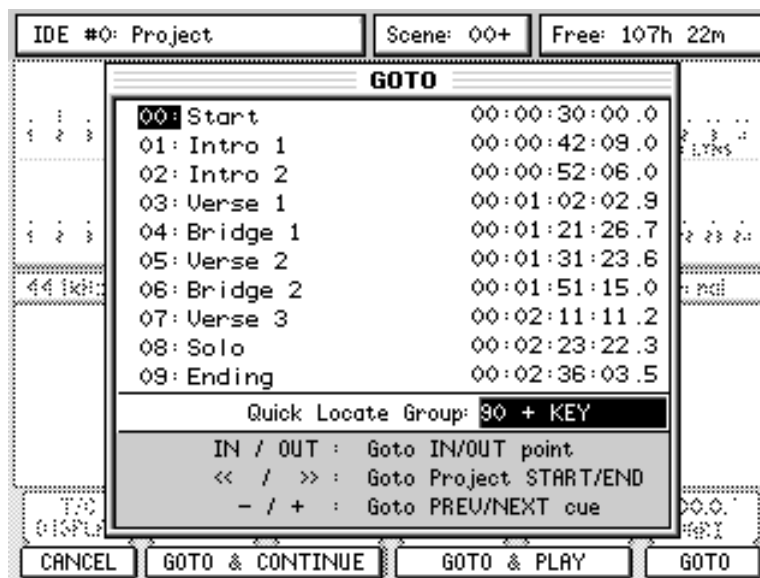 IDE #0: Project
Scene: 00+
Free: 107h 22m
GOTO
00: Start 00:00:30:00.0
01: Intro 1 00:00:42:09.0
02: Intro 2 00:00:52:06.0
03: Verse 1 00:01:02:02.9
04: Bridge 1 00:01:21:26.7
05: Verse 2 00:01:31:23.6
06: Bridge 2 00:01:51:15.0
07: Verse 3 00:02:11:11.2
08: Solo 00:02:23:22.3
09: Ending 00:02:36:03.5
Quick Locate Group: 90 + KEY
IN / OUT : Goto IN/OUT point
<< / >> : Goto Project START/END
- / + : Goto PREV/NEXT cue
CANCEL
GOTO & CONTINUE
GOTO & PLAY
GOTO